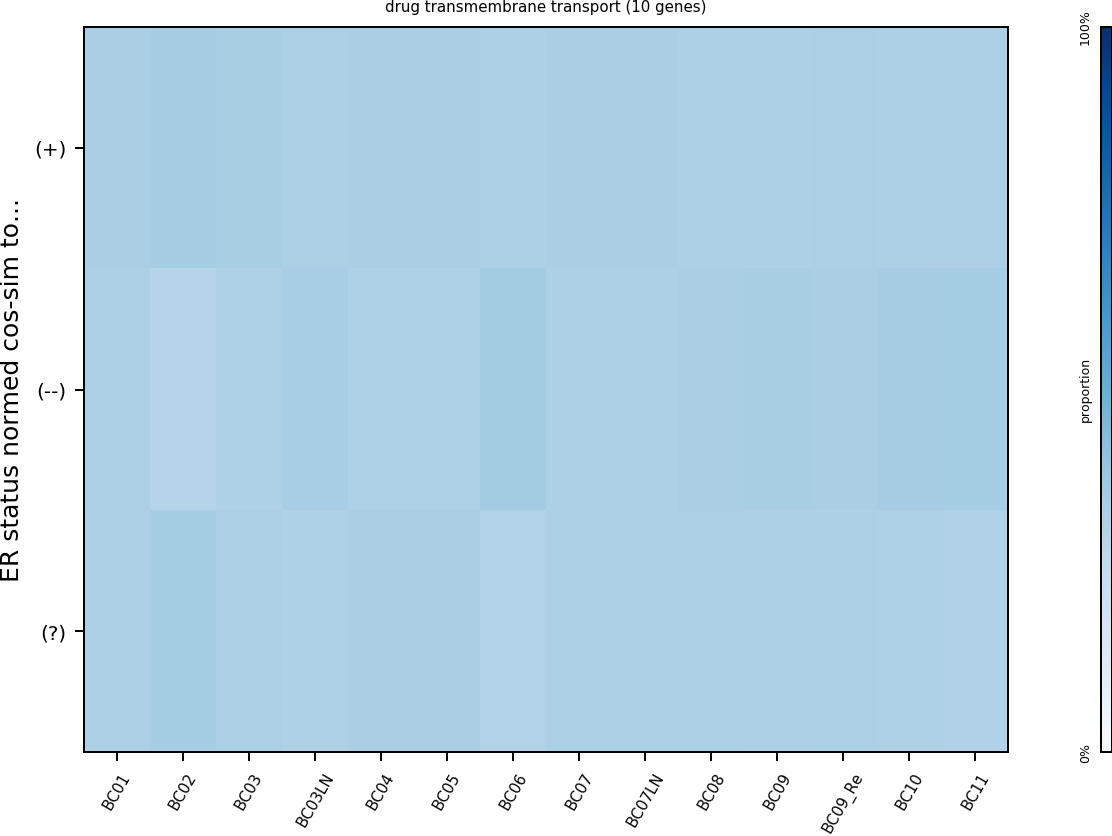 drug transmembrane transport (10 genes)
100%
(+)
(--)
(?)
ER status normed cos-sim to...
proportion
0%
BC01
BC02
BC03
BC03LN
BC04
BC05
BC06
BC07
BC07LN
BC08
BC09
BC09_Re
BC10
BC11